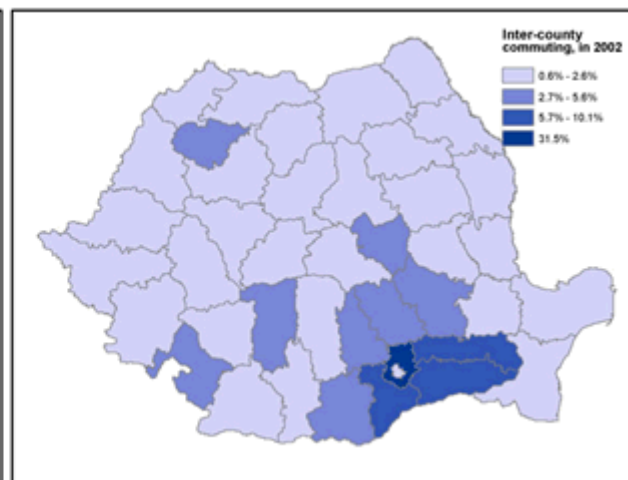 Inter-county
commuting, in 2002
0.6% - 2.6%
2.7% - 5.6%
5.7% - 10.1%
31.5%